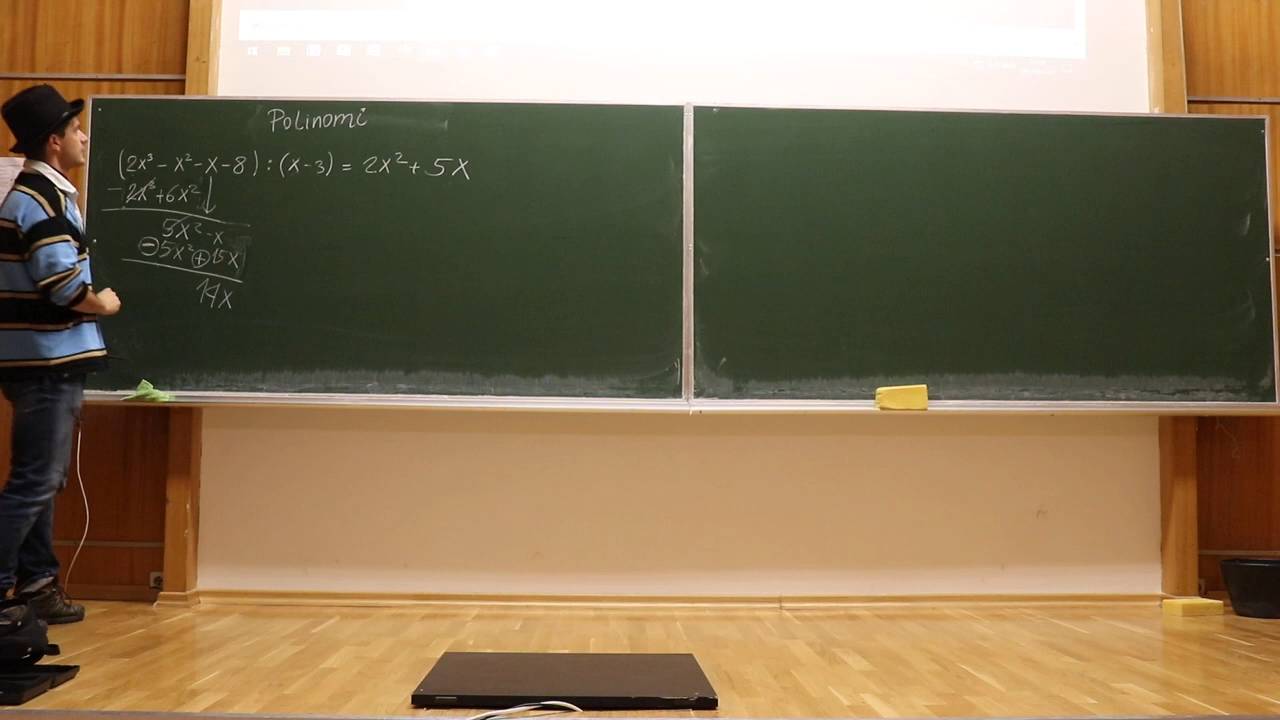 Polinomi
(2x³ - x² - x - 8) : (x - 3) = 2x² + 5x
-2x³ + 6x²
5x² - x
-5x² + 15x
14x